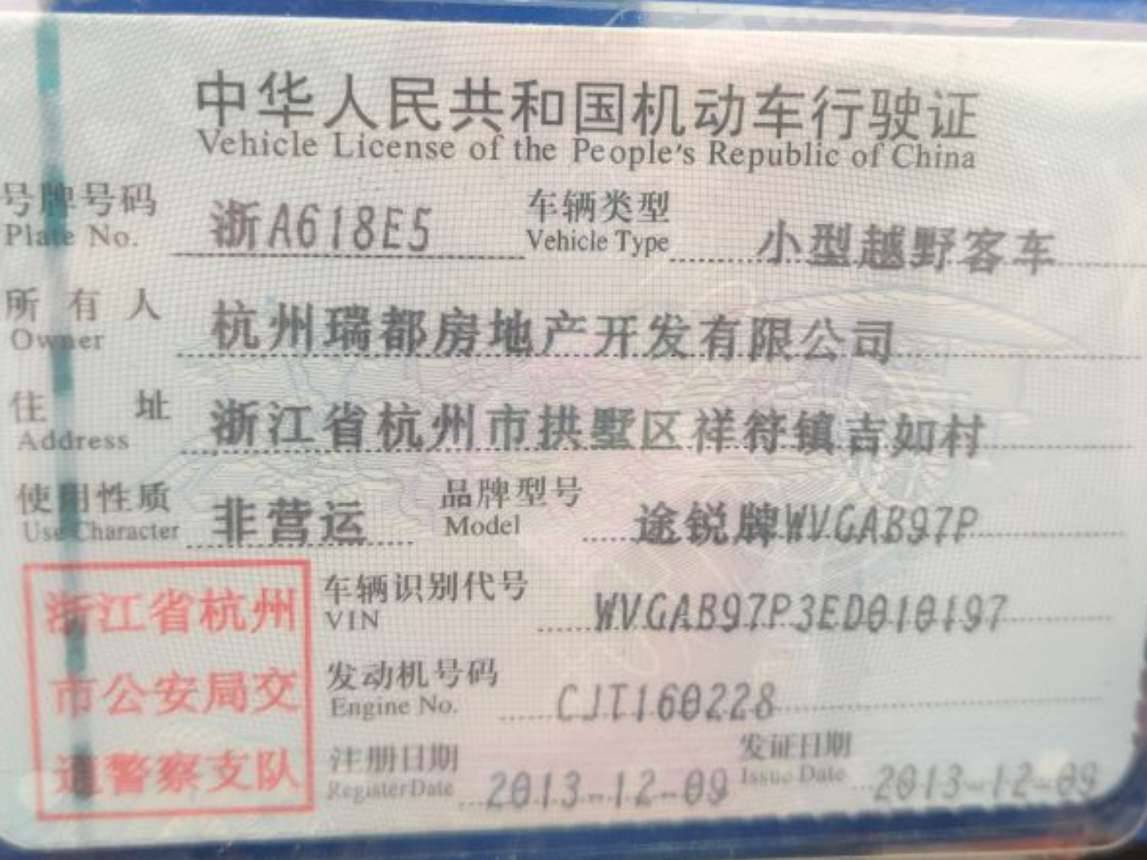 中华人民共和国机动车行驶证
Vehicle License of the People's Republic of China
号牌号码 浙A618E5 车辆类型 小型越野客车
Plate No. Vehicle Type
所有人 杭州瑞都房地产开发有限公司
Owner
住址 浙江省杭州市拱墅区祥符镇吉如村
Address
使用性质 非营运 品牌型号 途锐牌WVGAB97P
Use Character Model
浙江省杭州
市公安局交
通警察支队
车辆识别代号 WVGAB97P3ED010197
VIN
发动机号码 CJT160228
Engine No.
注册日期 2013-12-09 发证日期 2013-12-09
Register Date Issue Date